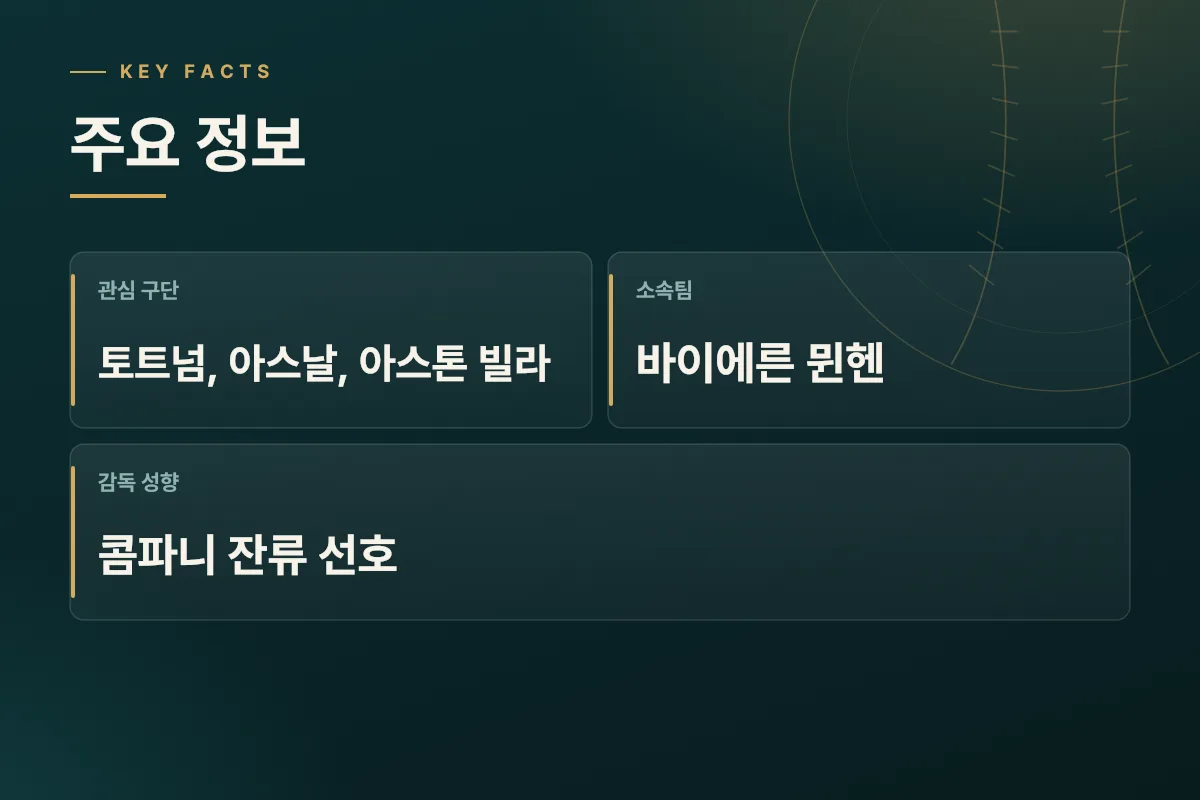 KEY FACTS
주요 정보
관심 구단
토트넘, 아스날, 아스톤 빌라
소속팀
바이에른 뮌헨
감독 성향
콤파니 잔류 선호